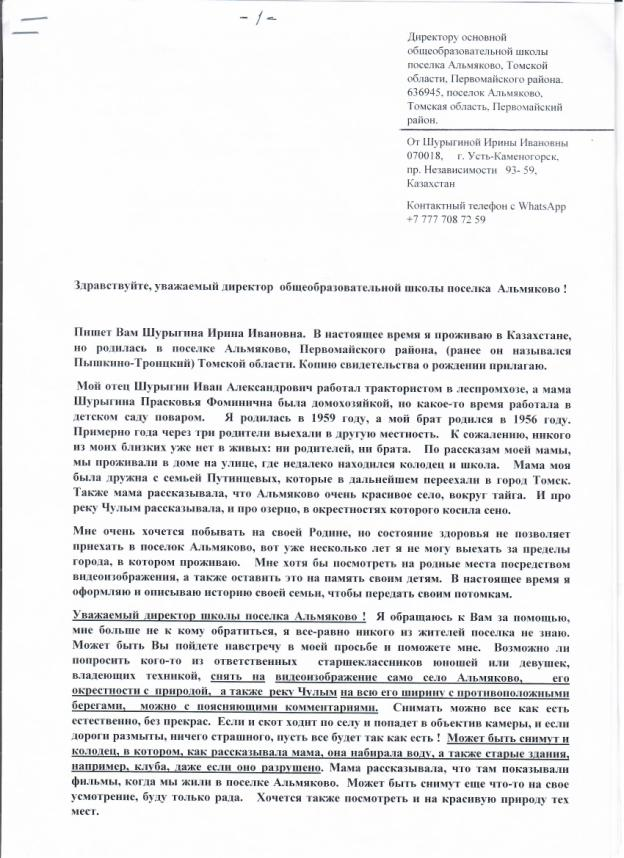 - 1 -
Директору основной
общеобразовательной школы
поселка Альмяково, Томской
области, Первомайского района.
636945, поселок Альмяково,
Томская область, Первомайский
район.
От Шурыгиной Ирины Ивановны
070018, г. Усть-Каменогорск,
пр. Независимости 93- 59,
Казахстан
Контактный телефон с WhatsApp
+7 777 708 72 59
Здравствуйте, уважаемый директор общеобразовательной школы поселка Альмяково !
Пишет Вам Шурыгина Ирина Ивановна. В настоящее время я проживаю в Казахстане,
но родилась в поселке Альмяково, Первомайского района, (ранее он назывался
Пышкино-Троицкий) Томской области. Копию свидетельства о рождении прилагаю.
Мой отец Шурыгин Иван Александрович работал трактористом в леспромхозе, а мама
Шурыгина Прасковья Фоминична была домохозяйкой, но какое-то время работала в
детском саду поваром. Я родилась в 1959 году, а мой брат родился в 1956 году.
Примерно года через три родители выехали в другую местность. К сожалению, никого
из моих близких уже нет в живых: ни родителей, ни брата. По рассказам моей мамы,
мы проживали в доме на улице, где недалеко находился колодец и школа. Мама моя
была дружна с семьей Путинцевых, которые в дальнейшем переехали в город Томск.
Также мама рассказывала, что Альмяково очень красивое село, вокруг тайга. И про
реку Чулым рассказывала, и про озерцо, в окрестностях которого косила сено.
Мне очень хочется побывать на своей Родине, но состояние здоровья не позволяет
приехать в поселок Альмяково, вот уже несколько лет я не могу выехать за пределы
города, в котором проживаю. Мне хотя бы посмотреть на родные места посредством
видеоизображения, а также оставить это на память своим детям. В настоящее время я
оформляю и описываю историю своей семьи, чтобы передать своим потомкам.
Уважаемый директор школы поселка Альмяково ! Я обращаюсь к Вам за помощью,
мне больше не к кому обратиться, я все-равно никого из жителей поселка не знаю.
Может быть Вы пойдете навстречу в моей просьбе и поможете мне. Возможно ли
попросить кого-то из ответственных старшеклассников юношей или девушек,
владеющих техникой, снять на видеоизображение само село Альмяково, его
окрестности с природой, а также реку Чулым на всю его ширину с противоположными
берегами, можно с поясняющими комментариями. Снимать можно все как есть
естественно, без прекрас. Если и скот ходит по селу и попадет в объектив камеры, и если
дороги размыты, ничего страшного, пусть все будет так как есть ! Может быть снимут и
колодец, в котором, как рассказывала мама, она набирала воду, а также старые здания,
например, клуба, даже если оно разрушено. Мама рассказывала, что там показывали
фильмы, когда мы жили в поселке Альмяково. Может быть снимут еще что-то на свое
усмотрение, буду только рада. Хочется также посмотреть и на красивую природу тех
мест.